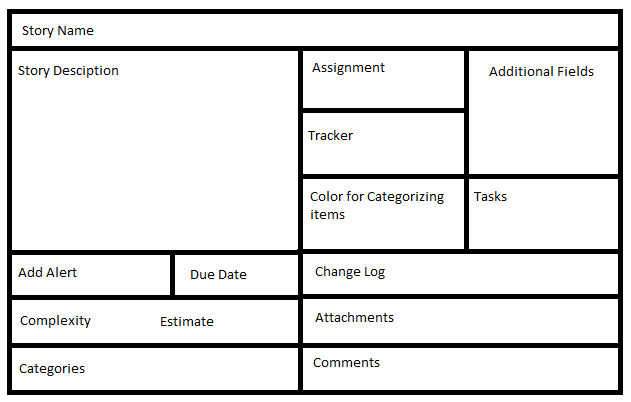 Story Name
Story Desciption
Assignment
Additional Fields
Tracker
Color for Categorizing
items
Tasks
Add Alert
Due Date
Change Log
Complexity
Estimate
Attachments
Categories
Comments